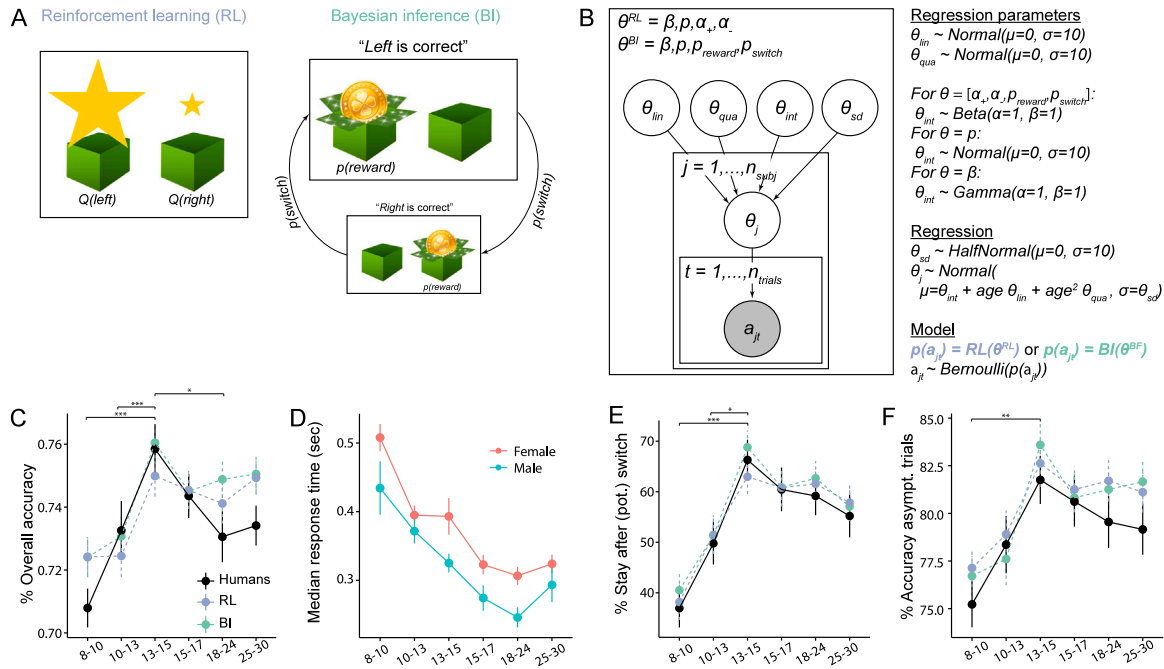 A
Reinforcement learning (RL)
Bayesian inference (BI)
Q(left)
Q(right)
"Left is correct"
p(reward)
p(switch)
p(switch)
"Right is correct"
p(reward)
B
θ^RL = β,p,α₊,α₋
θ^BI = β,p,p_reward,p_switch
θ_lin
θ_qua
θ_int
θ_sd
j = 1,...,n_subj
θ_j
t = 1,...,n_trials
a_jt
Regression parameters
θ_lin ~ Normal(μ=0, σ=10)
θ_qua ~ Normal(μ=0, σ=10)
For θ = [α₊,α₋,p_reward,p_switch]:
θ_int ~ Beta(α=1, β=1)
For θ = p:
θ_int ~ Normal(μ=0, σ=10)
For θ = β:
θ_int ~ Gamma(α=1, β=1)
Regression
θ_sd ~ HalfNormal(μ=0, σ=10)
θ_j ~ Normal(
μ=θ_int + age θ_lin + age² θ_qua, σ=θ_sd)
Model
p(a_jt) = RL(θ^RL) or p(a_jt) = BI(θ^BF)
a_jt ~ Bernoulli(p(a_jt))
C
% Overall accuracy
0.76
0.74
0.72
0.70
***
***
*
Humans
RL
BI
8-10
10-13
13-15
15-17
18-24
25-30
D
Median response time (sec)
0.5
0.4
0.3
Female
Male
8-10
10-13
13-15
15-17
18-24
25-30
E
% Stay after (pot.) switch
70
60
50
40
***
*
8-10
10-13
13-15
15-17
18-24
25-30
F
% Accuracy asympt. trials
85.0
82.5
80.0
77.5
75.0
**
8-10
10-13
13-15
15-17
18-24
25-30